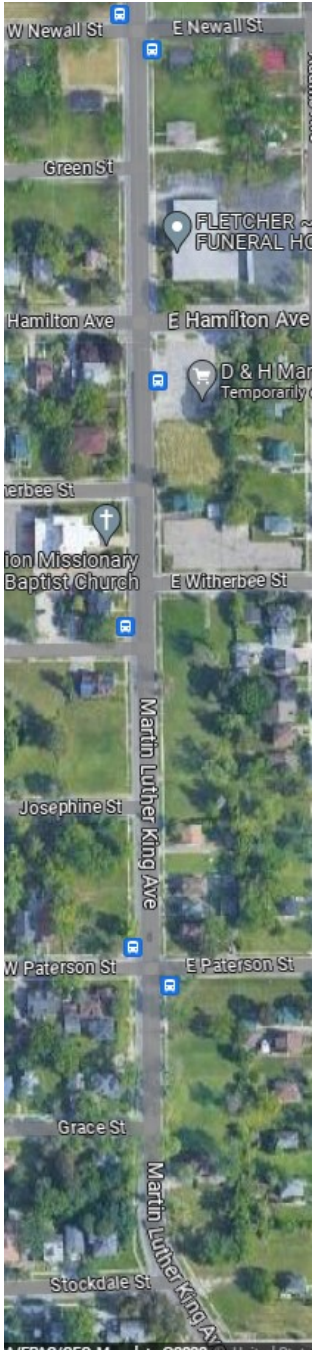 W Newall St
E Newall St
Green St
FLETCHER ~
FUNERAL HO
Hamilton Ave
E Hamilton Ave
D & H Mar
Temporarily
herbee St
ion Missionary
Baptist Church
E Witherbee St
Martin Luther King Ave
Josephine St
W Paterson St
E Paterson St
Grace St
Martin Luther King Av
Stockdale St